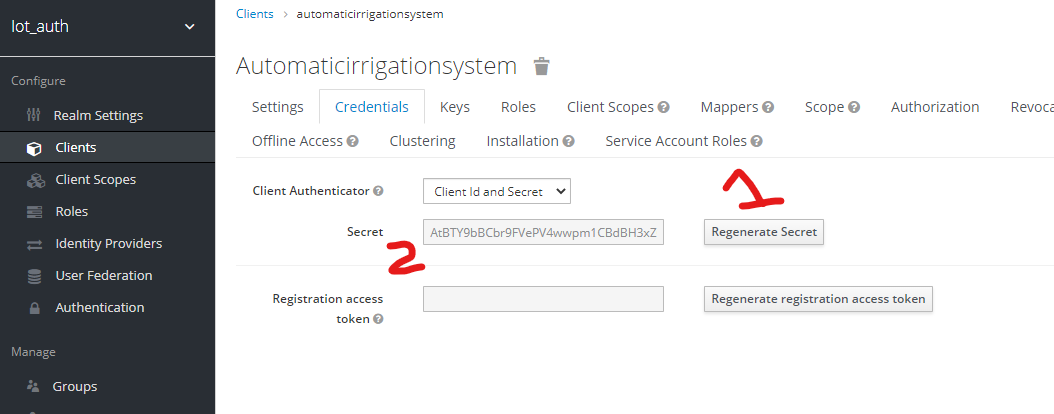 Iot_auth
Clients > automaticirrigationsystem
Automaticirrigationsystem
Configure
Realm Settings
Clients
Client Scopes
Roles
Identity Providers
User Federation
Authentication
Manage
Groups
Settings Credentials Keys Roles Client Scopes ? Mappers ? Scope ? Authorization Revoca
Offline Access ? Clustering Installation ? Service Account Roles ?
1
Client Authenticator ? Client Id and Secret
Secret AtBTY9bBCbr9FVePV4wwpm1CBdBH3xZ Regenerate Secret
2
Registration access Regenerate registration access token
token ?